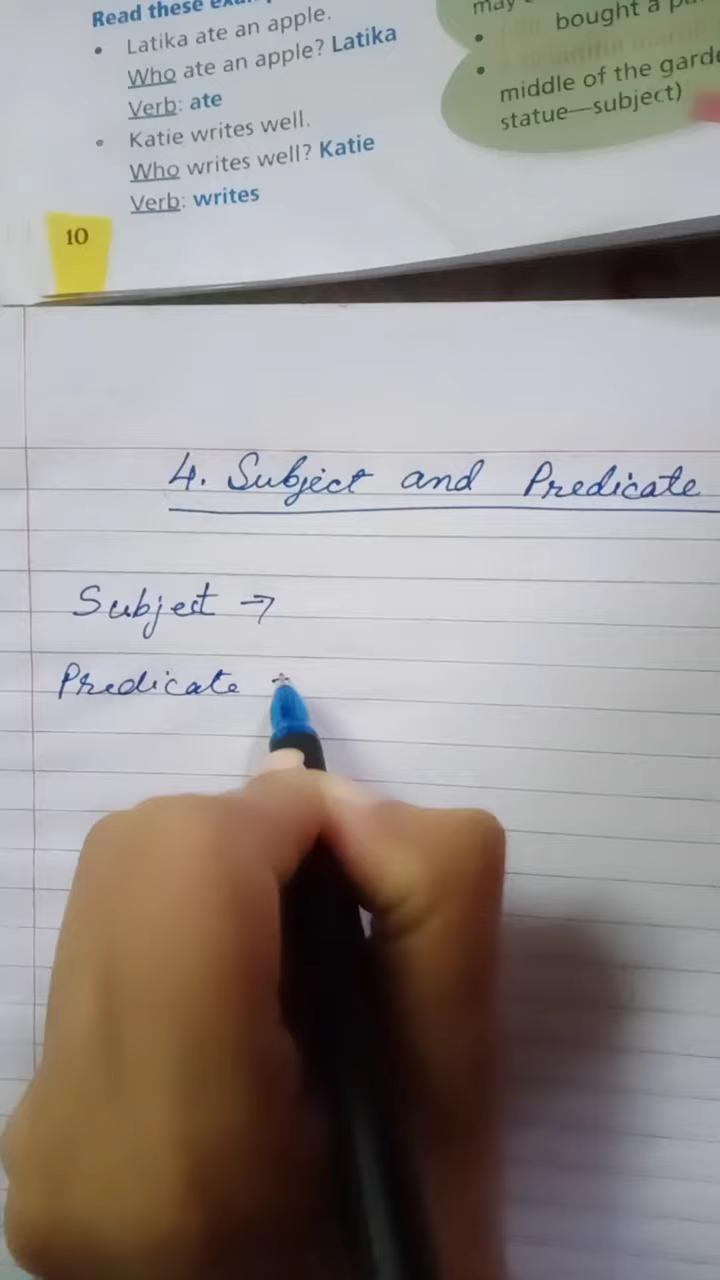 Read these
• Latika ate an apple.
Who ate an apple? Latika
Verb: ate
• Katie writes well.
Who writes well? Katie
Verb: writes
10
may
• bought a
•
middle of the garde
statue—subject)
4. Subject and Predicate
Subject →
Predicate